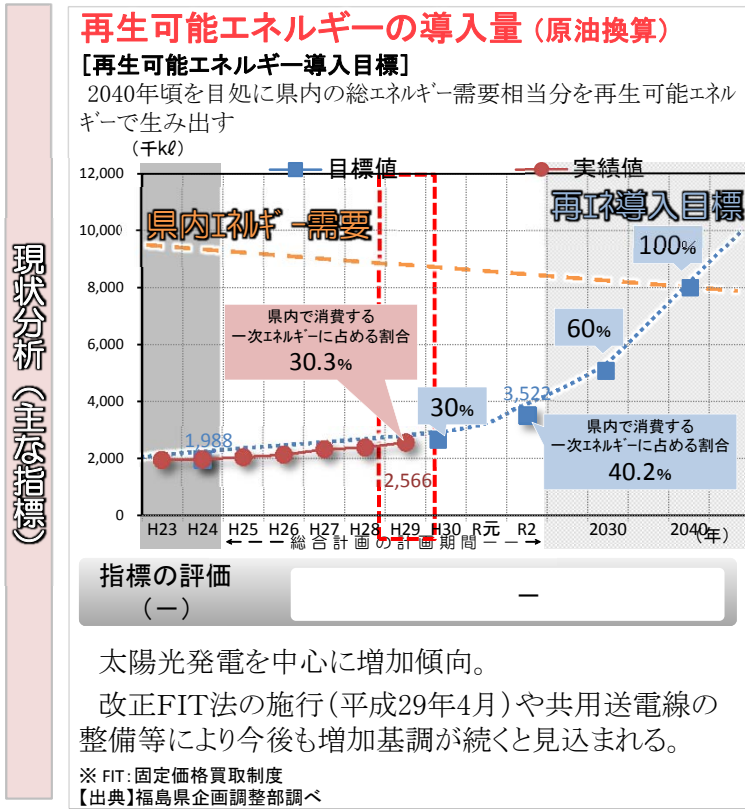 現状分析（主な指標）
再生可能エネルギーの導入量（原油換算）
［再生可能エネルギー導入目標］
2040年頃を目処に県内の総エネルギー需要相当分を再生可能エネル
ギーで生み出す
（千kℓ）
目標値
実績値
12,000
10,000
8,000
6,000
4,000
2,000
0
県内エネルギー需要
再エネ導入目標
100%
60%
30%
県内で消費する
一次エネルギーに占める割合
30.3%
1,988
2,566
3,522
県内で消費する
一次エネルギーに占める割合
40.2%
H23 H24 H25 H26 H27 H28 H29 H30 R元 R2 2030 2040
（年）
総合計画の計画期間
指標の評価
（－）
－
太陽光発電を中心に増加傾向。
改正FIT法の施行（平成29年4月）や共用送電線の
整備等により今後も増加基調が続くと見込まれる。
※ FIT：固定価格買取制度
【出典】福島県企画調整部調べ